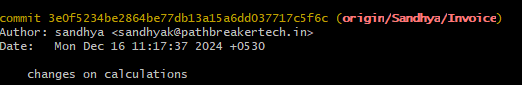 commit 3e0f5234be2864be77db13a15a6dd037717c5f6c (origin/Sandhya/Invoice)
Author: sandhya <sandhyak@pathbreakertech.in>
Date:   Mon Dec 16 11:17:37 2024 +0530
changes on calculations